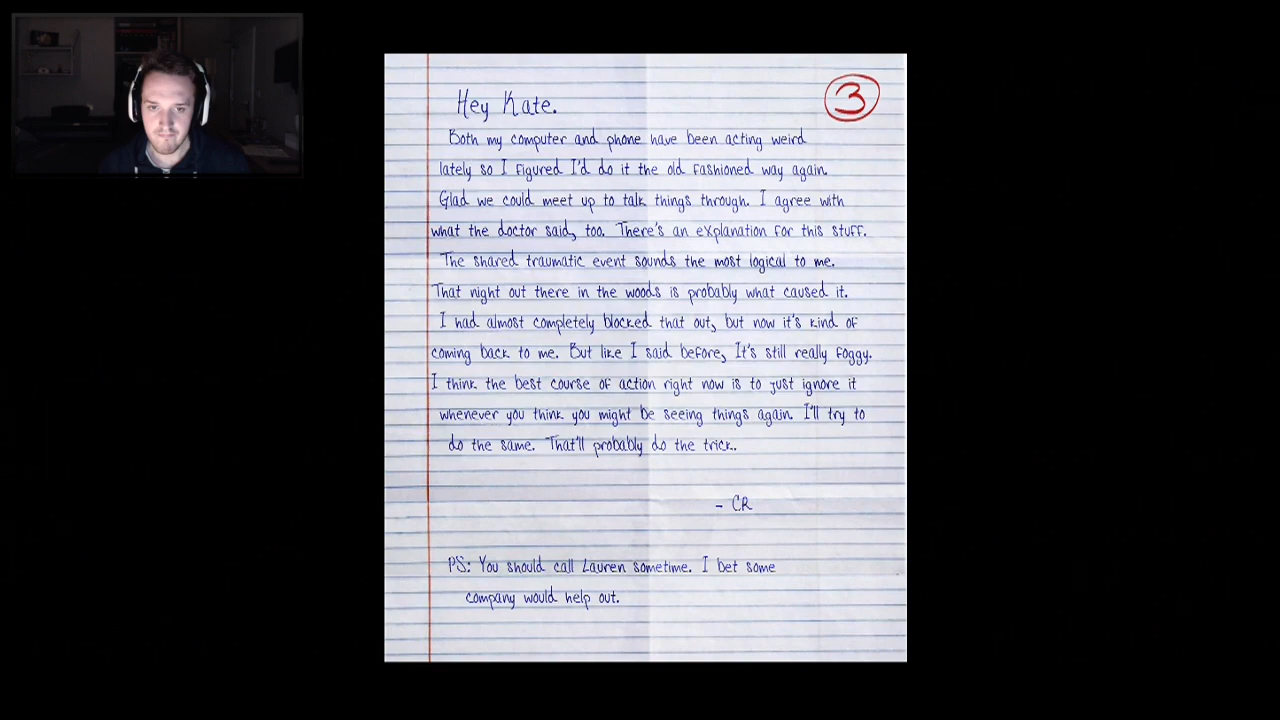 3
Hey Kate.
Both my computer and phone have been acting weird
lately so I figured I'd do it the old fashioned way again.
Glad we could meet up to talk things through. I agree with
what the doctor said, too. There's an explanation for this stuff.
The shared traumatic event sounds the most logical to me.
That night out there in the woods is probably what caused it.
I had almost completely blocked that out, but now it's kind of
coming back to me. But like I said before, It's still really foggy.
I think the best course of action right now is to just ignore it
whenever you think you might be seeing things again. I'll try to
do the same. That'll probably do the trick.
- CR
PS: You should call Lauren sometime. I bet some
company would help out.